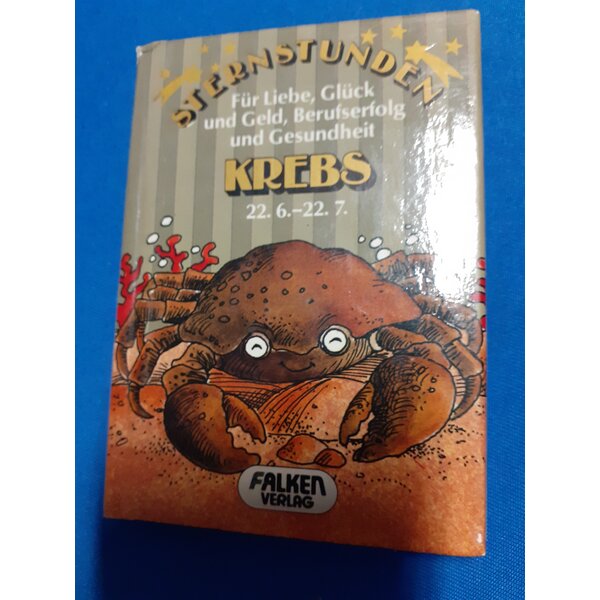 STERNSTUNDEN
Für Liebe, Glück
und Geld, Berufserfolg
und Gesundheit
KREBS
22. 6.–22. 7.
FALKEN
VERLAG